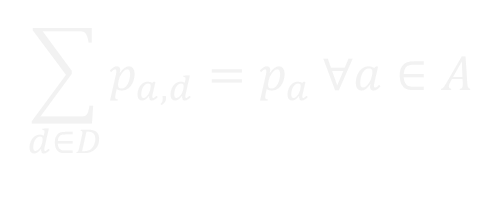 ∑_{d∈D} p_{a,d} = p_a ∀a ∈ A